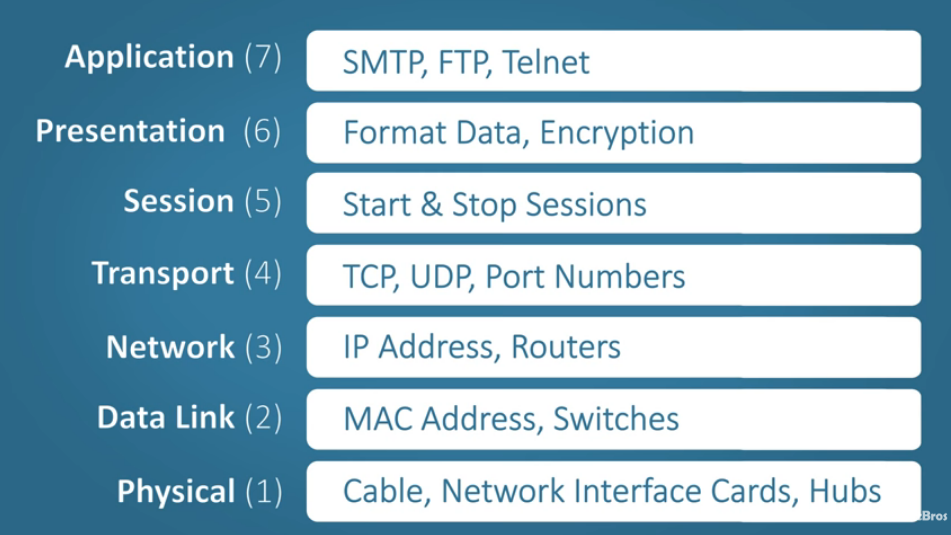 Application (7) SMTP, FTP, Telnet
Presentation (6) Format Data, Encryption
Session (5) Start & Stop Sessions
Transport (4) TCP, UDP, Port Numbers
Network (3) IP Address, Routers
Data Link (2) MAC Address, Switches
Physical (1) Cable, Network Interface Cards, Hubs